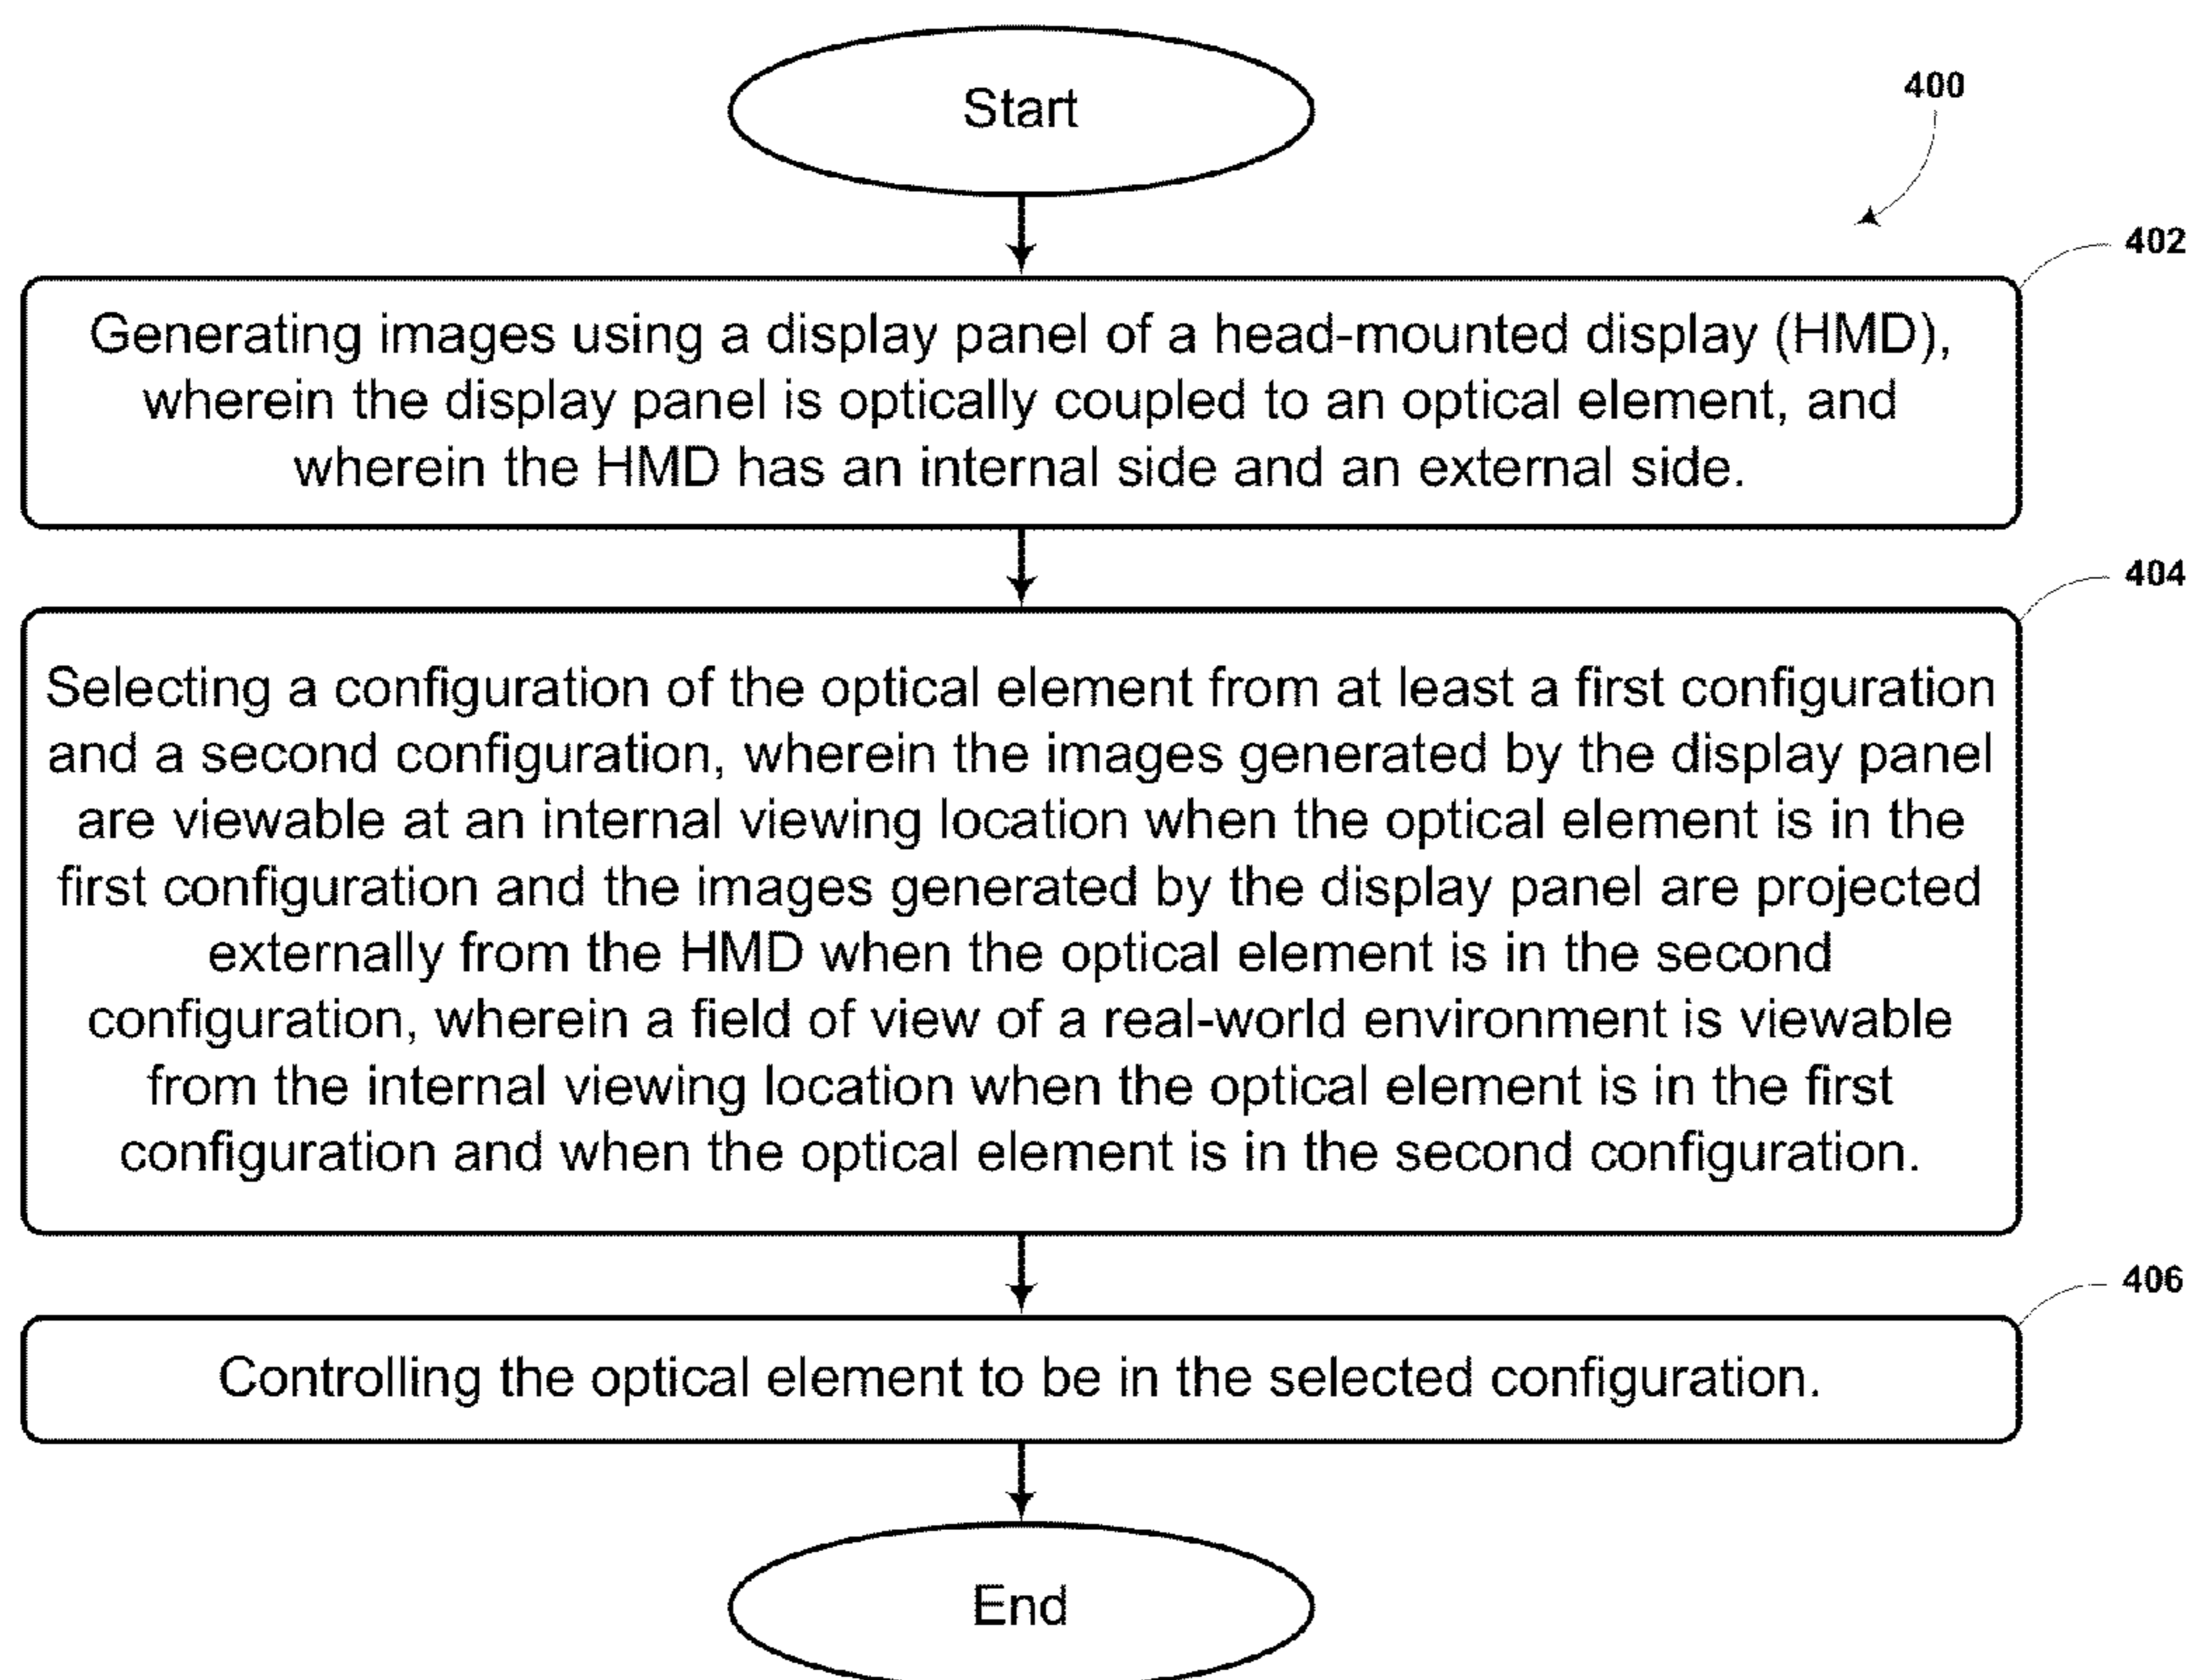 Start
400
402
Generating images using a display panel of a head-mounted display (HMD),
wherein the display panel is optically coupled to an optical element, and
wherein the HMD has an internal side and an external side.
404
Selecting a configuration of the optical element from at least a first configuration
and a second configuration, wherein the images generated by the display panel
are viewable at an internal viewing location when the optical element is in the
first configuration and the images generated by the display panel are projected
externally from the HMD when the optical element is in the second
configuration, wherein a field of view of a real-world environment is viewable
from the internal viewing location when the optical element is in the first
configuration and when the optical element is in the second configuration.
406
Controlling the optical element to be in the selected configuration.
End